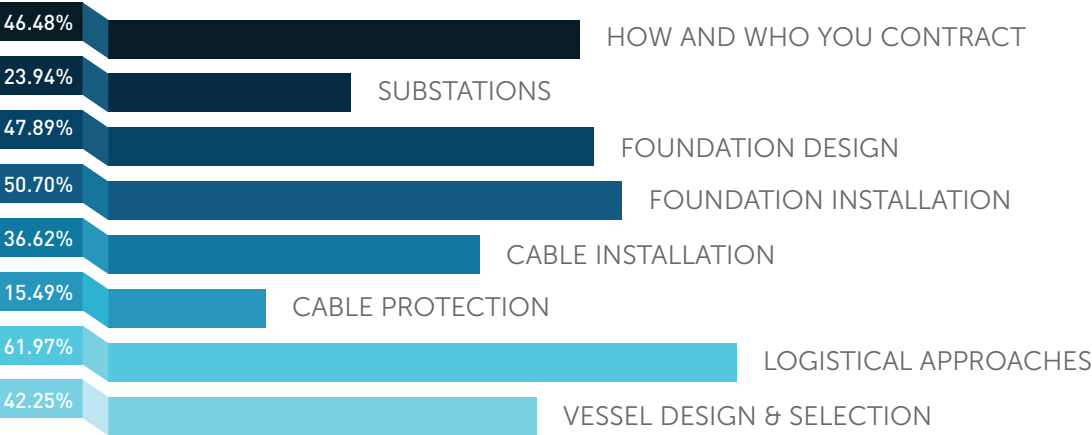 46.48% HOW AND WHO YOU CONTRACT
23.94% SUBSTATIONS
47.89% FOUNDATION DESIGN
50.70% FOUNDATION INSTALLATION
36.62% CABLE INSTALLATION
15.49% CABLE PROTECTION
61.97% LOGISTICAL APPROACHES
42.25% VESSEL DESIGN & SELECTION